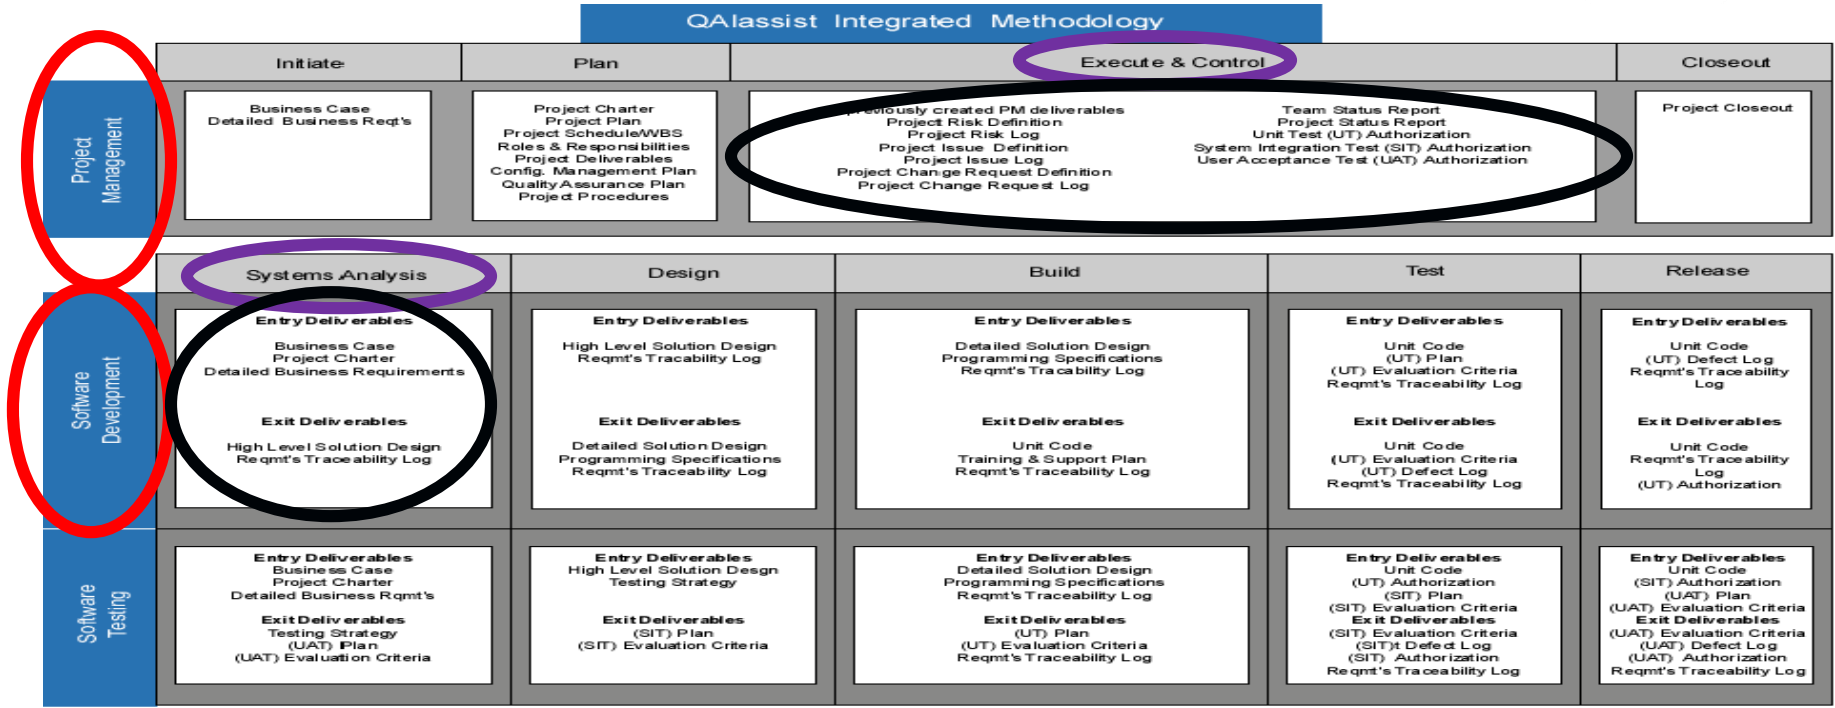 QAIassist Integrated Methodology
Initiate
Plan
Execute & Control
Closeout
Project
Management
Business Case
Detailed Business Reqt's
Project Charter
Project Plan
Project Schedule/WBS
Roles & Responsibilities
Project Deliverables
Config. Management Plan
Quality Assurance Plan
Project Procedures
created PM deliverables
Project Risk Definition
Project Risk Log
Project Issue Definition
Project Issue Log
Project Change Request Definition
Project Change Request Log
Team Status Report
Project Status Report
Unit Test (UT) Authorization
System Integration Test (SIT) Authorization
User Acceptance Test (UAT) Authorization
Project Closeout
Systems Analysis
Design
Build
Test
Release
Software
Development
Entry Deliverables
Business Case
Project Charter
Detailed Business Requirements
Exit Deliverables
High Level Solution Design
Reqmt's Traceability Log
Entry Deliverables
High Level Solution Design
Reqmt's Tracability Log
Exit Deliverables
Detailed Solution Design
Programming Specifications
Reqmt's Traceability Log
Entry Deliverables
Detailed Solution Design
Programming Specifications
Reqmt's Tracability Log
Exit Deliverables
Unit Code
Training & Support Plan
Reqmt's Traceability Log
Entry Deliverables
Unit Code
(UT) Plan
(UT) Evaluation Criteria
Reqmt's Traceability Log
Exit Deliverables
Unit Code
(UT) Evaluation Criteria
(UT) Defect Log
Reqmt's Traceability Log
Entry Deliverables
Unit Code
(UT) Defect Log
Reqmt's Traceability
Log
Exit Deliverables
Unit Code
Reqmt's Traceability
Log
(UT) Authorization
Software
Testing
Entry Deliverables
Business Case
Project Charter
Detailed Business Rqmt's
Exit Deliverables
Testing Strategy
(UAT) Plan
(UAT) Evaluation Criteria
Entry Deliverables
High Level Solution Desgn
Testing Strategy
Exit Deliverables
(SIT) Plan
(SIT) Evaluation Criteria
Entry Deliverables
Detailed Solution Design
Programming Specifications
Reqmt's Traceability Log
Exit Deliverables
(UT) Plan
(UT) Evaluation Criteria
Reqmt's Traceability Log
Entry Deliverables
Unit Code
(UT) Authorization
(SIT) Plan
(SIT) Evaluation Criteria
Exit Deliverables
(SIT) Evaluation Criteria
(SIT)t Defect Log
(SIT) Authorization
Reqmt's Traceability Log
Entry Deliverables
Unit Code
(SIT) Authorization
(UAT) Plan
(UAT) Evaluation Criteria
Exit Deliverables
(UAT) Evaluation Criteria
(UAT) Defect Log
(UAT) Authorization
Reqmt's Traceability Log